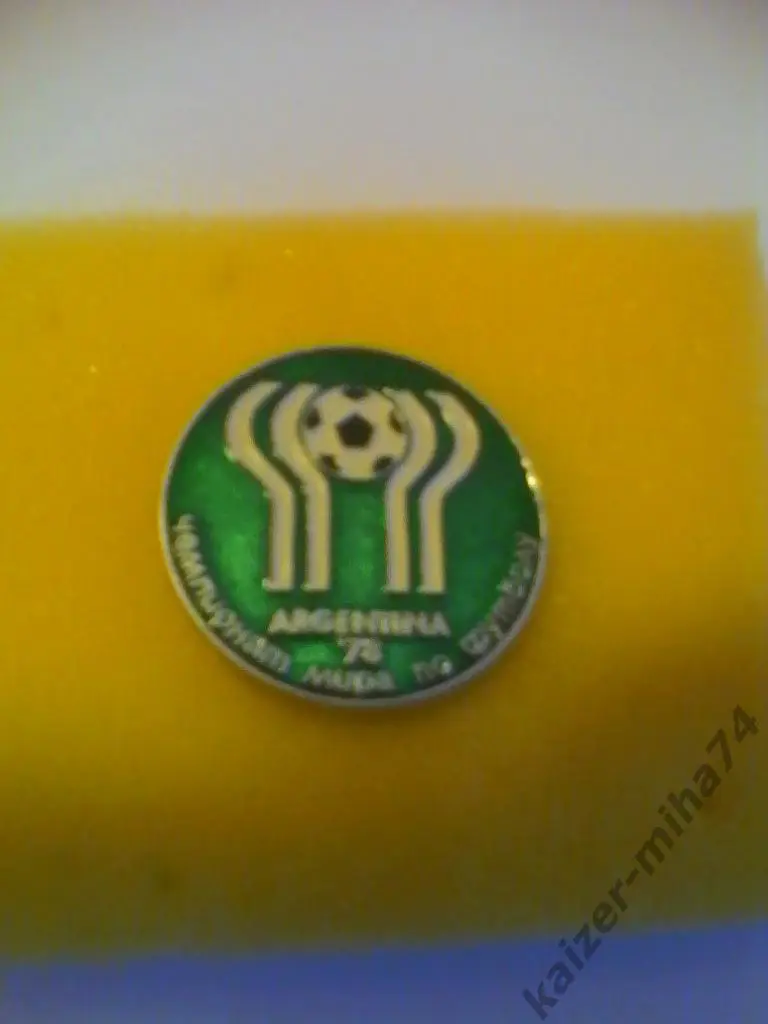 ARGENTINA
'78
Чемпионат мира по футболу
kaizer-miha74